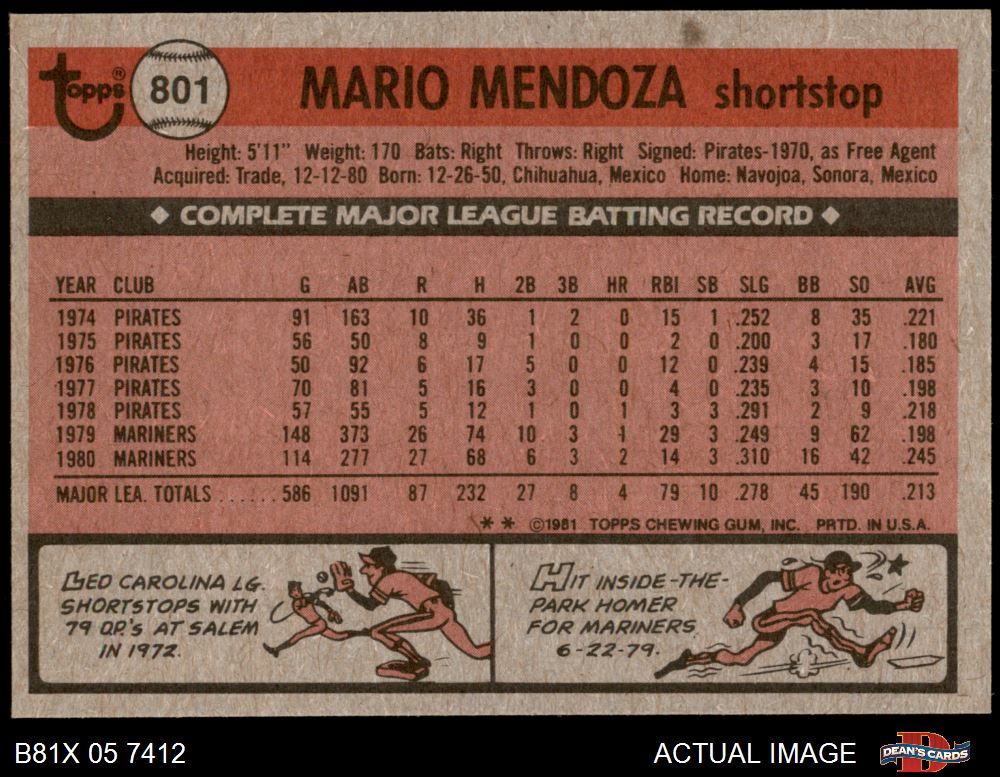 topps® 801 MARIO MENDOZA shortstop
Height: 5'11" Weight: 170 Bats: Right Throws: Right Signed: Pirates-1970, as Free Agent
Acquired: Trade, 12-12-80 Born: 12-26-50, Chihuahua, Mexico Home: Navojoa, Sonora, Mexico
◆ COMPLETE MAJOR LEAGUE BATTING RECORD ◆
YEAR CLUB G AB R H 2B 3B HR RBI SB SLG BB SO AVG
1974 PIRATES 91 163 10 36 1 2 0 15 1 .252 8 35 .221
1975 PIRATES 56 50 8 9 1 0 0 2 0 .200 3 17 .180
1976 PIRATES 50 92 6 17 5 0 0 12 0 .239 4 15 .185
1977 PIRATES 70 81 5 16 3 0 0 4 0 .235 3 10 .198
1978 PIRATES 57 55 5 12 1 0 1 3 3 .291 2 9 .218
1979 MARINERS 148 373 26 74 10 3 1 29 3 .249 9 62 .198
1980 MARINERS 114 277 27 68 6 3 2 14 3 .310 16 42 .245
MAJOR LEA. TOTALS ...... 586 1091 87 232 27 8 4 79 10 .278 45 190 .213
** ©1981 TOPPS CHEWING GUM, INC. PRTD. IN U.S.A.
LED CAROLINA LG.
SHORTSTOPS WITH
79 D.P.'S AT SALEM
IN 1972.
HIT INSIDE-THE-
PARK HOMER
FOR MARINERS
6-22-79.
B81X 05 7412 ACTUAL IMAGE DEAN'S CARDS